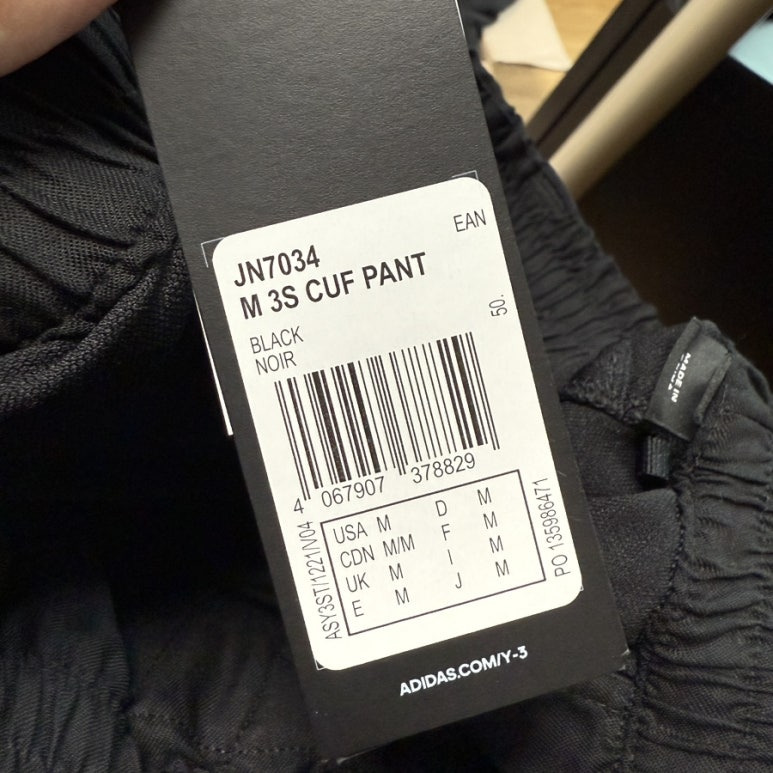 EAN
JN7034
M 3S CUF PANT
50.
BLACK
NOIR
4 067907 378829
USA M D M
CDN M/M F M
UK M I M
E M J M
ASY3ST/1221/V04
PO 135986471
ADIDAS.COM/Y-3
MADE IN